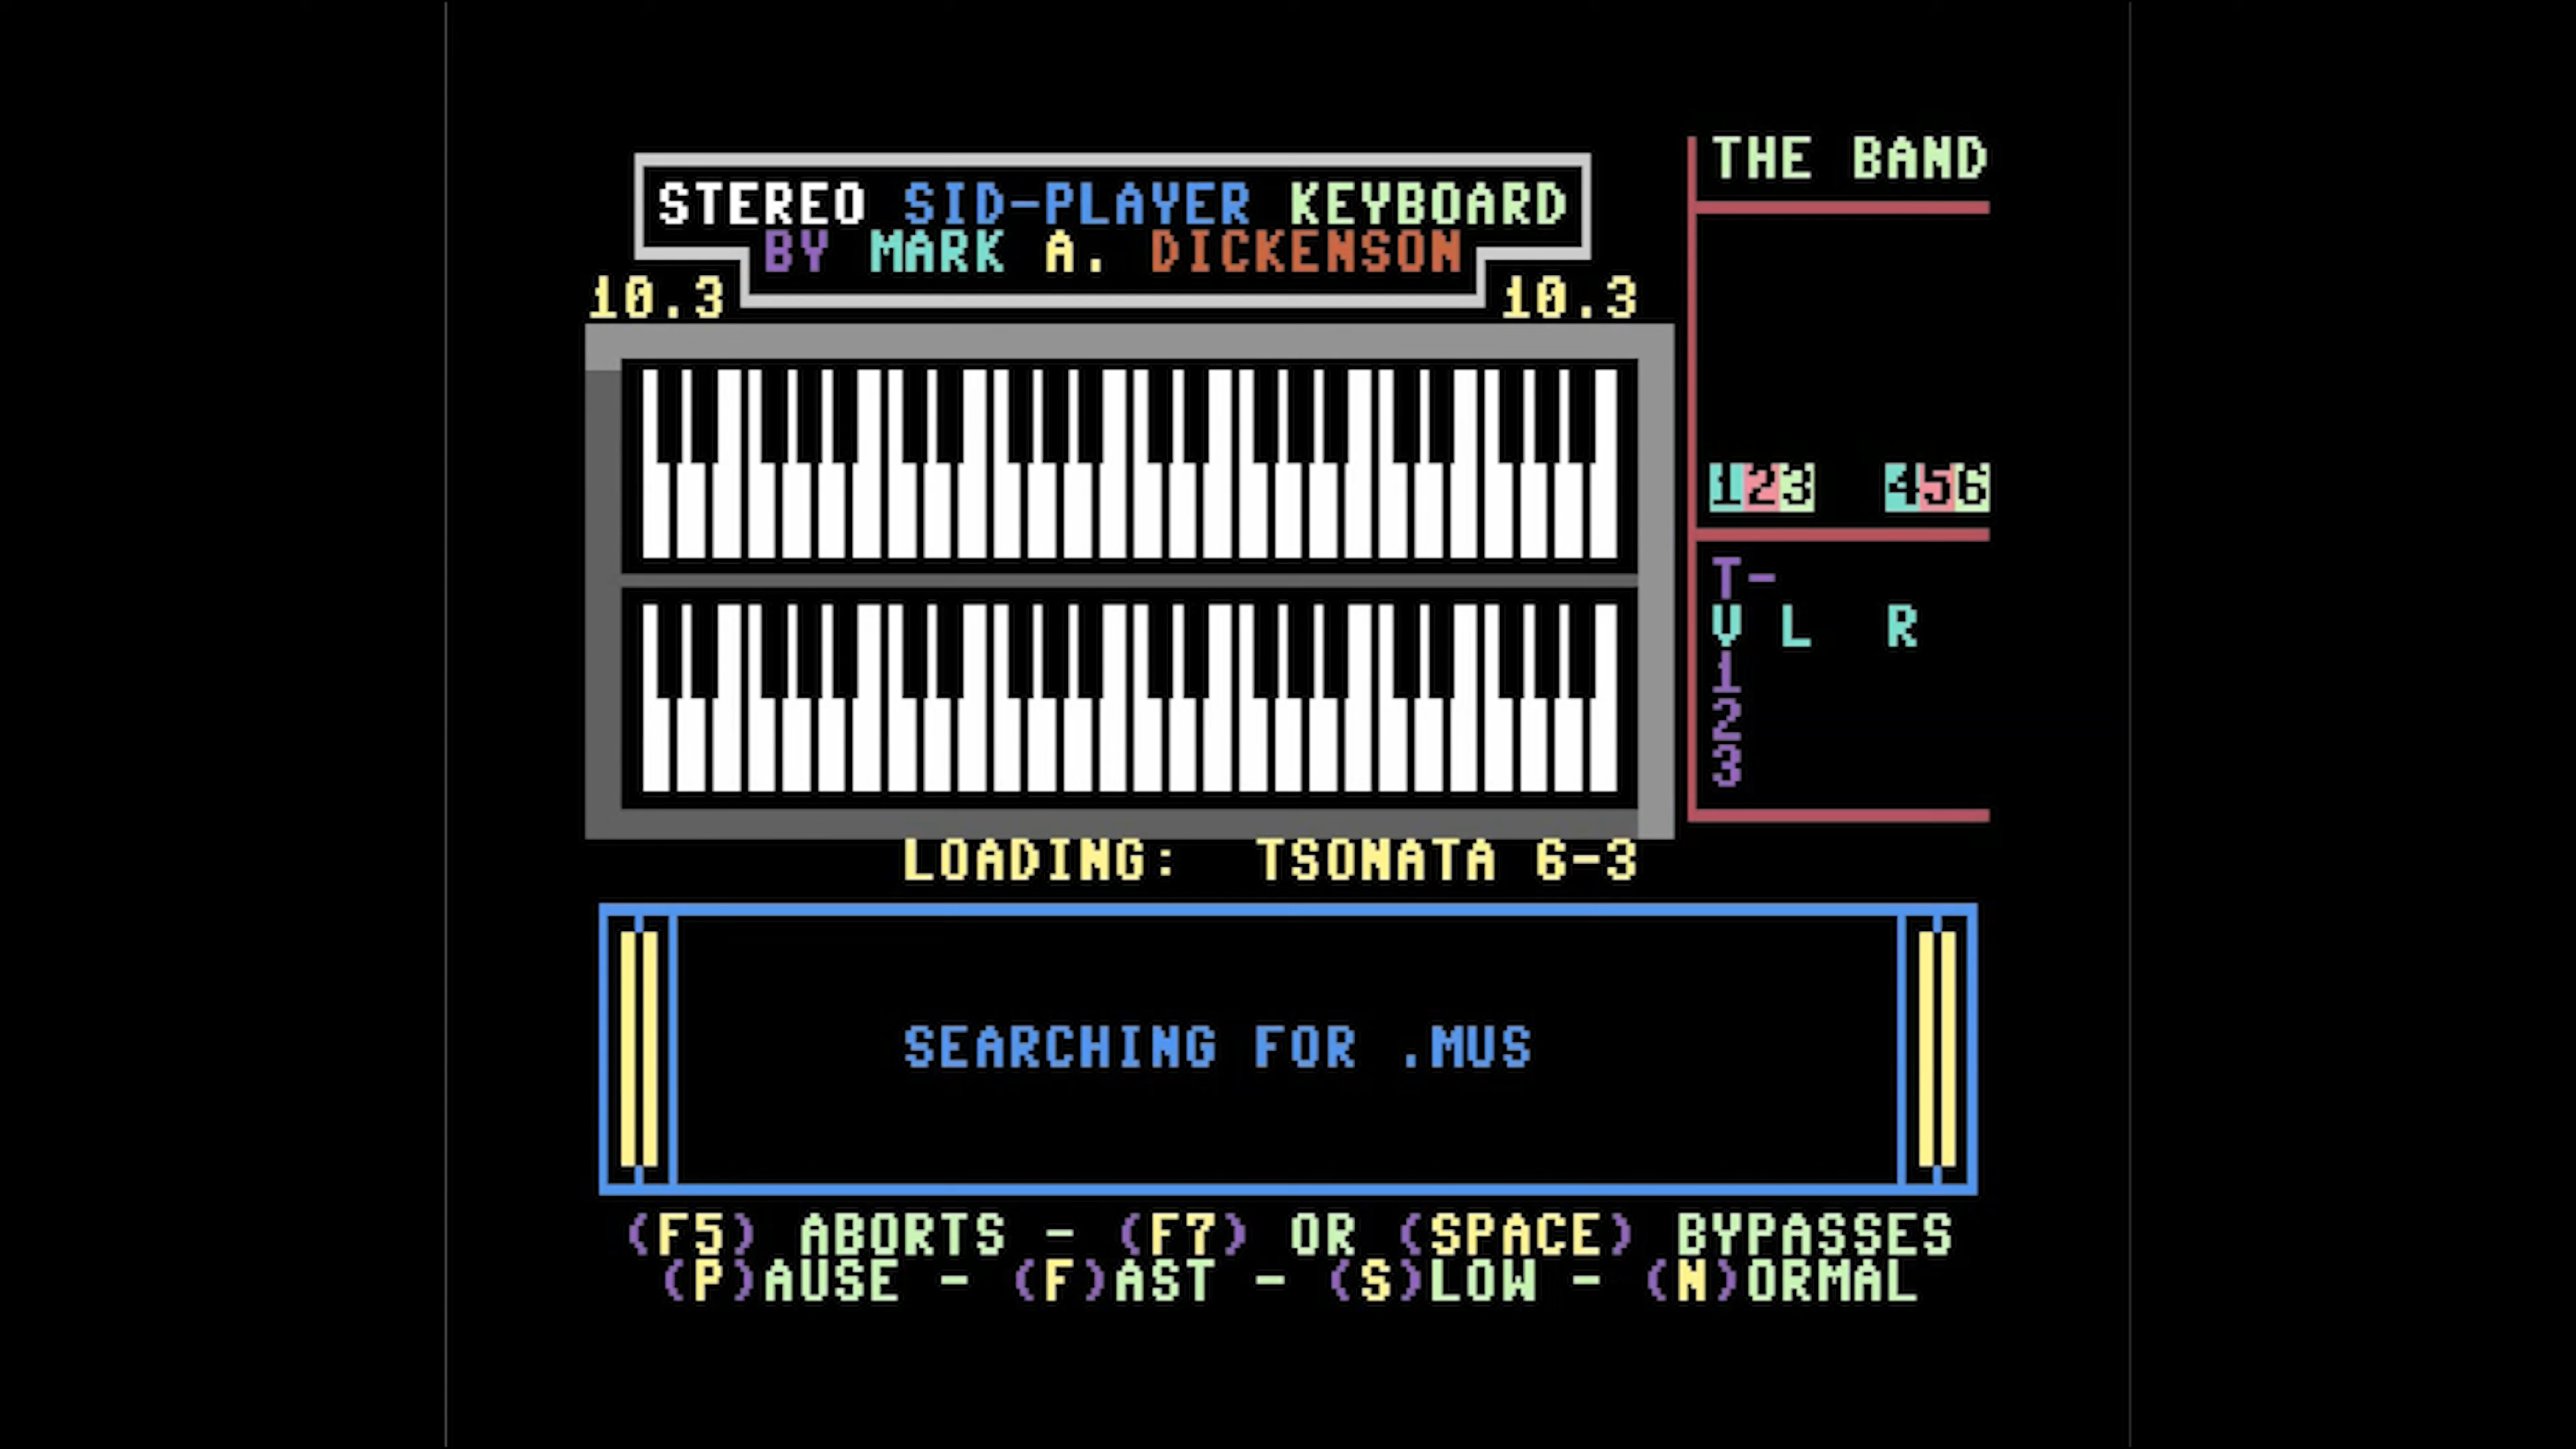 STEREO SID-PLAYER KEYBOARD
BY MARK A. DICKENSON
10.3 10.3
THE BAND
123 456
T-
V L R
1
2
3
LOADING: TSONATA 6-3
SEARCHING FOR .MUS
(F5) ABORTS - (F7) OR (SPACE) BYPASSES
(P)AUSE - (F)AST - (S)LOW - (N)ORMAL